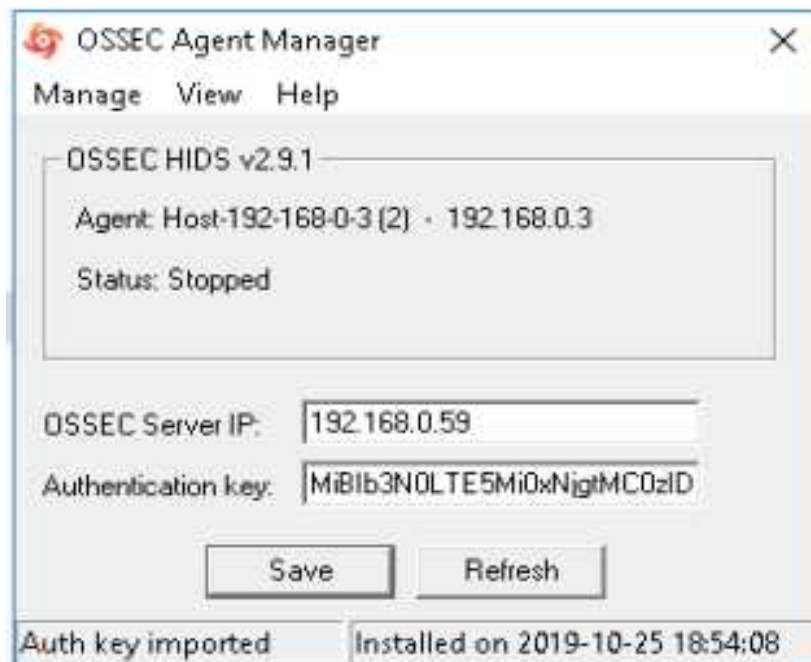 OSSEC Agent Manager
Manage View Help
OSSEC HIDS v2.9.1
Agent: Host-192-168-0-3 (2) - 192.168.0.3
Status: Stopped
OSSEC Server IP: 192.168.0.59
Authentication key: MiBIb3N0LTE5Mi0xNjgtMC0zID
Save Refresh
Auth key imported Installed on 2019-10-25 18:54:08